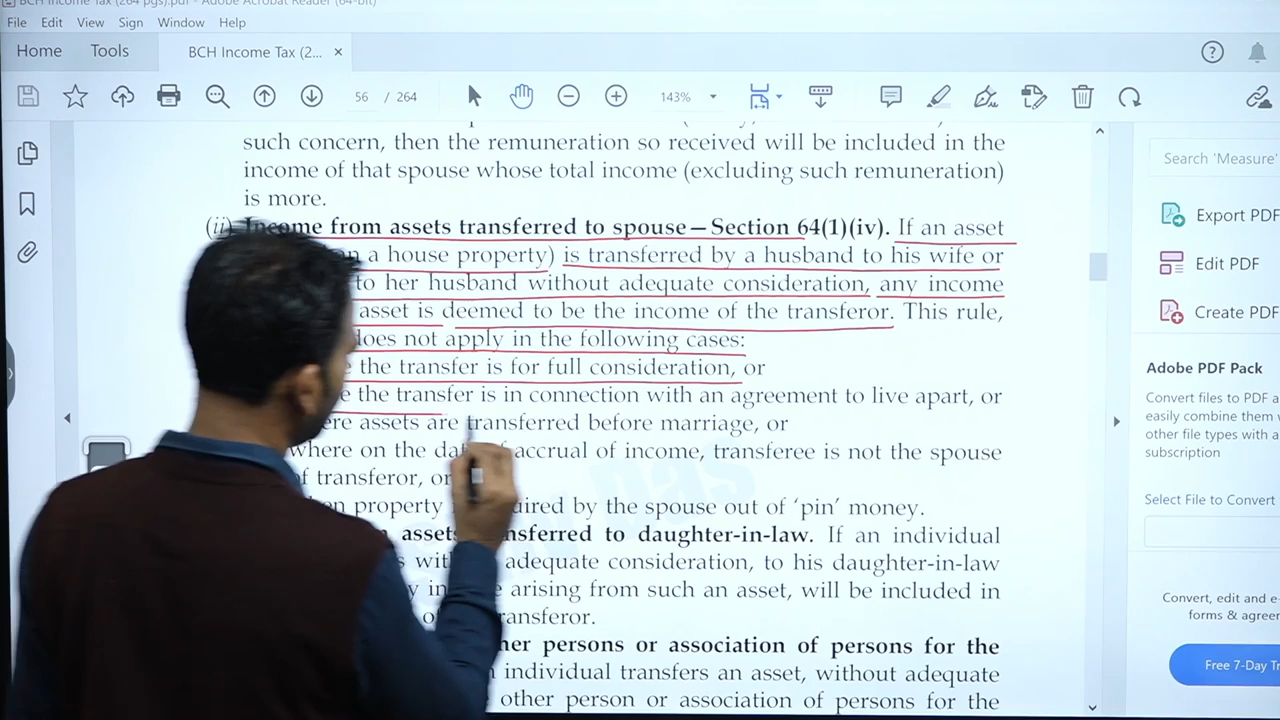 BCH Income Tax (264 pgs).pdf - Adobe Acrobat Reader (64-bit)
File Edit View Sign Window Help
Home Tools BCH Income Tax (2... ×
56 / 264 143%
such concern, then the remuneration so received will be included in the
income of that spouse whose total income (excluding such remuneration)
is more.
(ii) Income from assets transferred to spouse—Section 64(1)(iv). If an asset
a house property) is transferred by a husband to his wife or
to her husband without adequate consideration, any income
asset is deemed to be the income of the transferor. This rule,
does not apply in the following cases:
the transfer is for full consideration, or
the transfer is in connection with an agreement to live apart, or
assets are transferred before marriage, or
where on the date of accrual of income, transferee is not the spouse
of transferor, or
property by the spouse out of 'pin' money.
assets to daughter-in-law. If an individual
adequate consideration, to his daughter-in-law
arising from such an asset, will be included in
transferor.
persons or association of persons for the
individual transfers an asset, without adequate
other person or association of persons for the
Search 'Measure'
Export PDF
Edit PDF
Create PDF
Adobe PDF Pack
Convert files to PDF a
easily combine them w
other file types with a
subscription
Select File to Convert
Convert, edit and e-
forms & agreer
Free 7-Day Tr